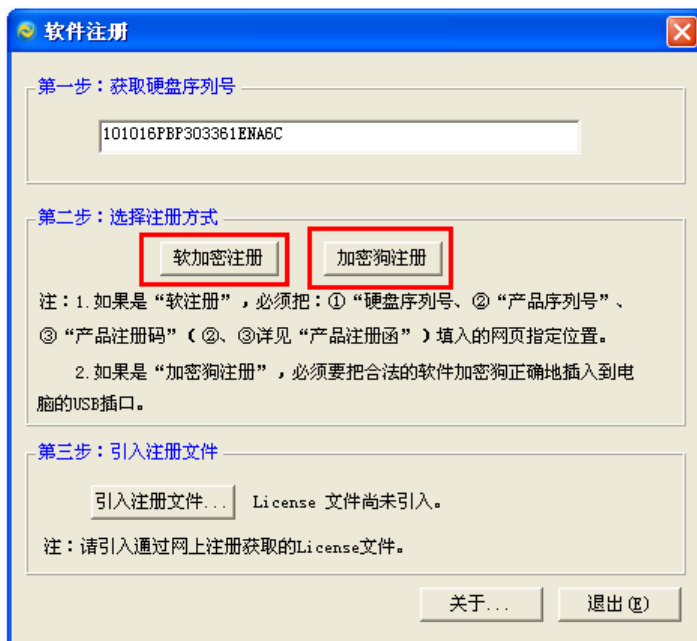 软件注册
第一步：获取硬盘序列号
101016PBP303361ENA6C
第二步：选择注册方式
软加密注册 加密狗注册
注：1.如果是“软注册”，必须把：①“硬盘序列号、②“产品序列号”、
③“产品注册码”（②、③详见“产品注册函”）填入的网页指定位置。
2.如果是“加密狗注册”，必须要把合法的软件加密狗正确地插入到电
脑的USB插口。
第三步：引入注册文件
引入注册文件... License 文件尚未引入。
注：请引入通过网上注册获取的License文件。
关于... 退出(E)